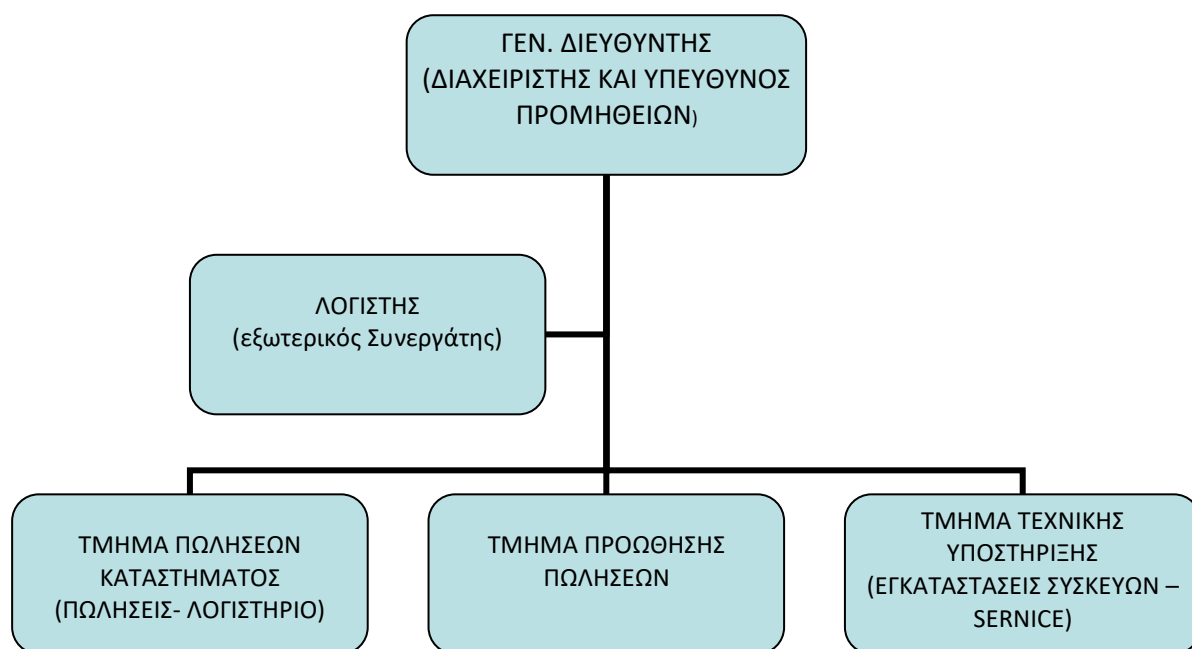 ΓΕΝ. ΔΙΕΥΘΥΝΤΗΣ
(ΔΙΑΧΕΙΡΙΣΤΗΣ ΚΑΙ ΥΠΕΥΘΥΝΟΣ
ΠΡΟΜΗΘΕΙΩΝ)
ΛΟΓΙΣΤΗΣ
(εξωτερικός Συνεργάτης)
ΤΜΗΜΑ ΠΩΛΗΣΕΩΝ
ΚΑΤΑΣΤΗΜΑΤΟΣ
(ΠΩΛΗΣΕΙΣ- ΛΟΓΙΣΤΗΡΙΟ)
ΤΜΗΜΑ ΠΡΟΩΘΗΣΗΣ
ΠΩΛΗΣΕΩΝ
ΤΜΗΜΑ ΤΕΧΝΙΚΗΣ
ΥΠΟΣΤΗΡΙΞΗΣ
(ΕΓΚΑΤΑΣΤΑΣΕΙΣ ΣΥΣΚΕΥΩΝ –
SERNICE)